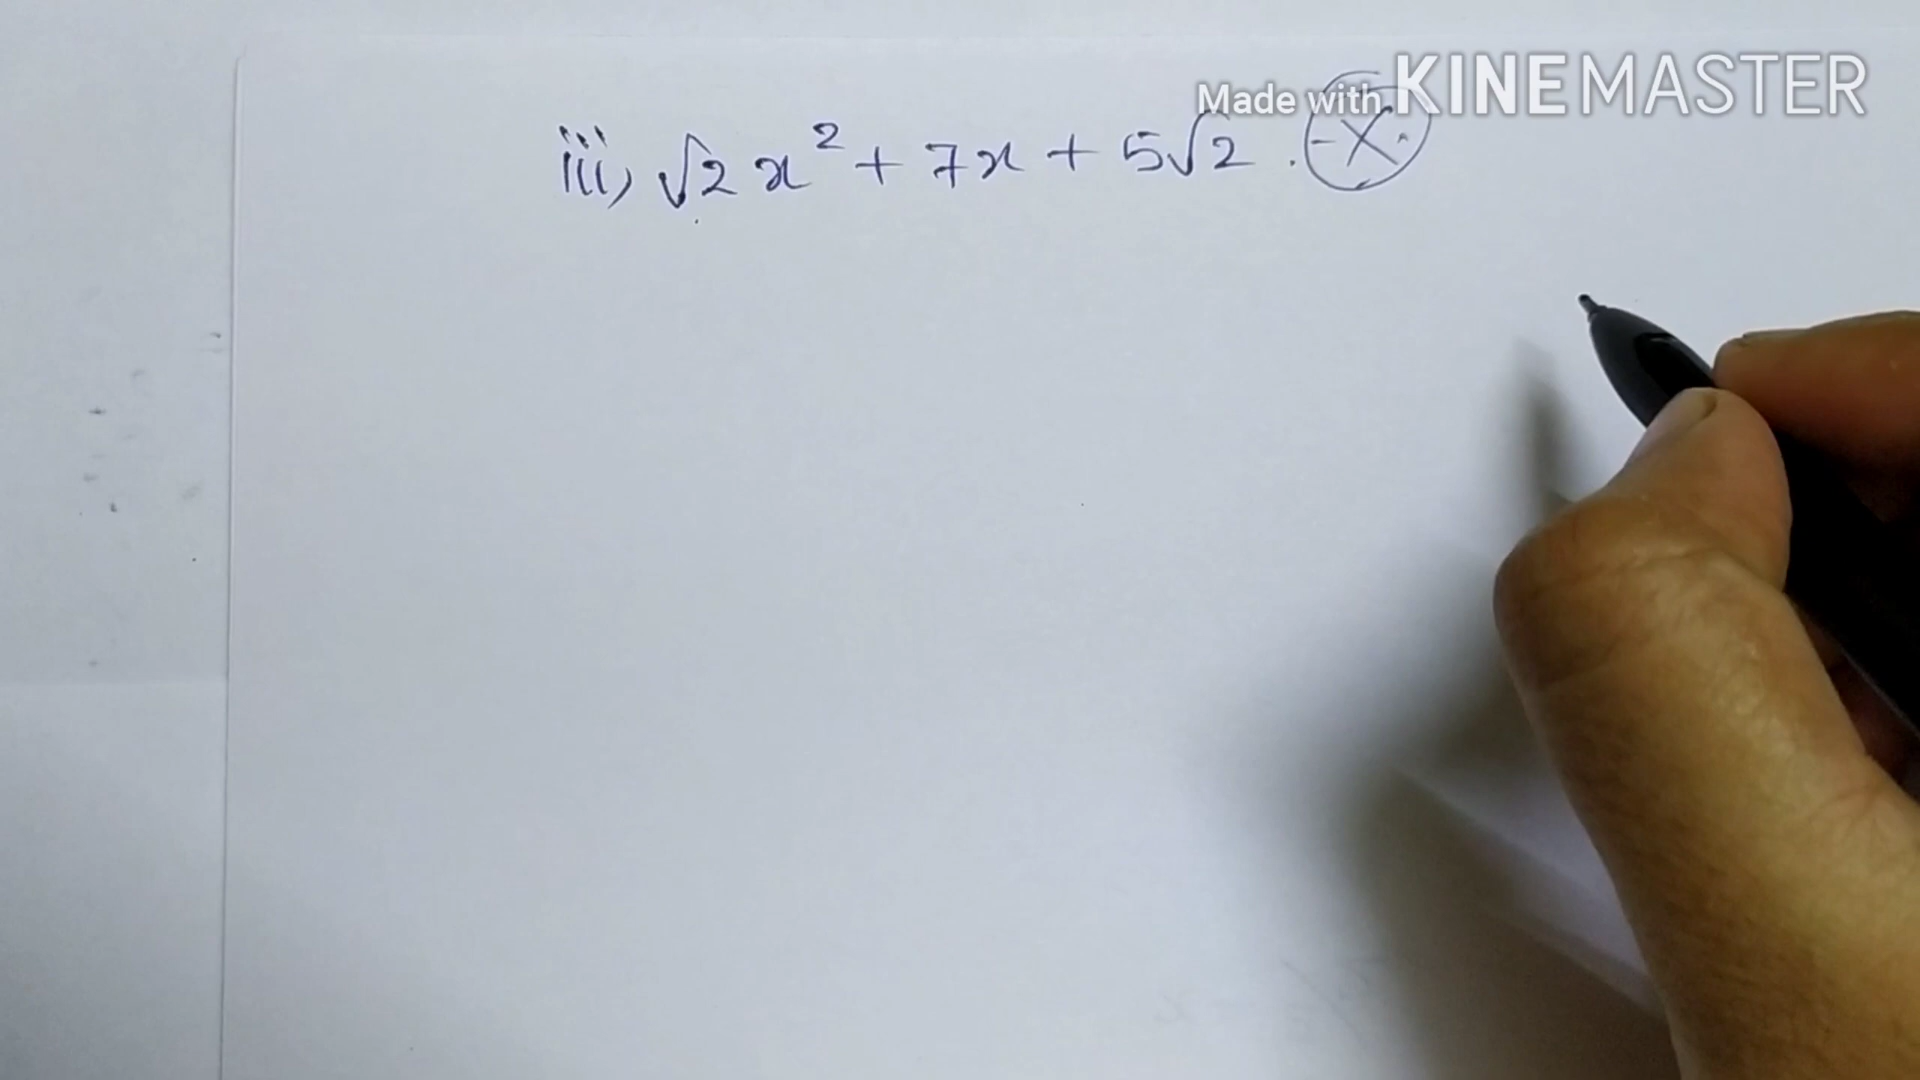 Made with KINEMASTER
iii) √2 x² + 7x + 5√2 .